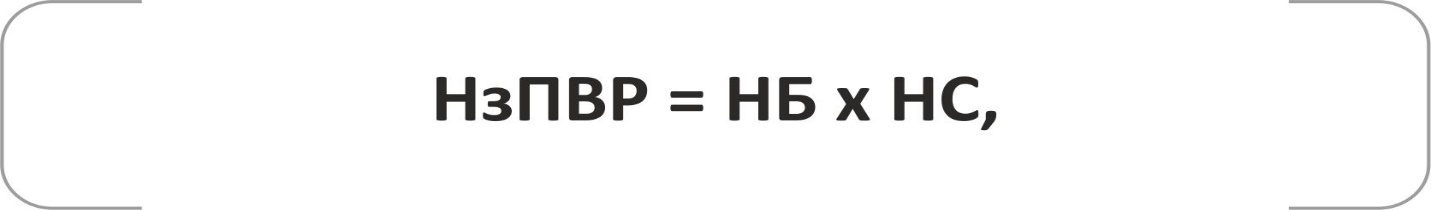 НзПВР = НБ х НС,